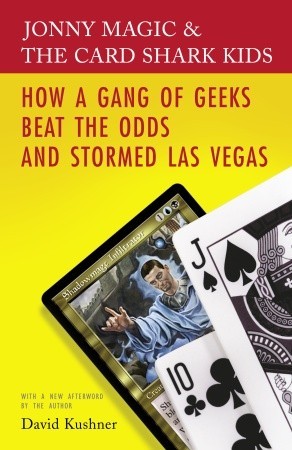 JONNY MAGIC &
THE CARD SHARK KIDS
HOW A GANG OF GEEKS
BEAT THE ODDS
AND STORMED LAS VEGAS
Shadowmage Infiltrator
J
10
WITH A NEW AFTERWORD
BY THE AUTHOR
David Kushner